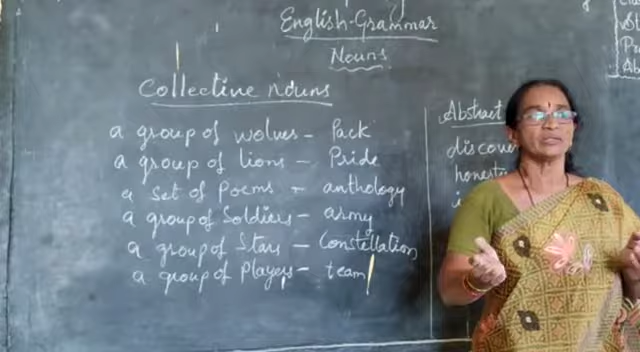 English-Grammar
Nouns
Collective nouns
a group of wolves - Pack
a group of lions - Pride
a set of Poems - anthology
a group of Soldiers - army
a group of Stars - Constellation
a group of Players - team
Abstract